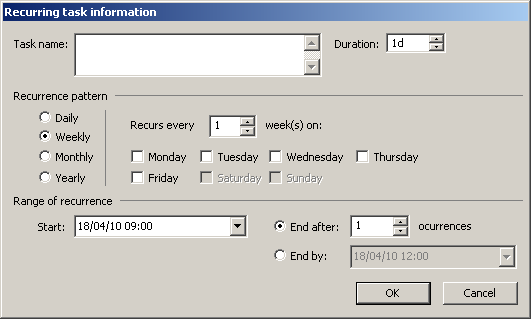 Recurring task information
Task name:
Duration: 1d
Recurrence pattern
Daily
Weekly
Monthly
Yearly
Recurs every 1 week(s) on:
Monday Tuesday Wednesday Thursday
Friday Saturday Sunday
Range of recurrence
Start: 18/04/10 09:00
End after: 1 ocurrences
End by: 18/04/10 12:00
OK Cancel